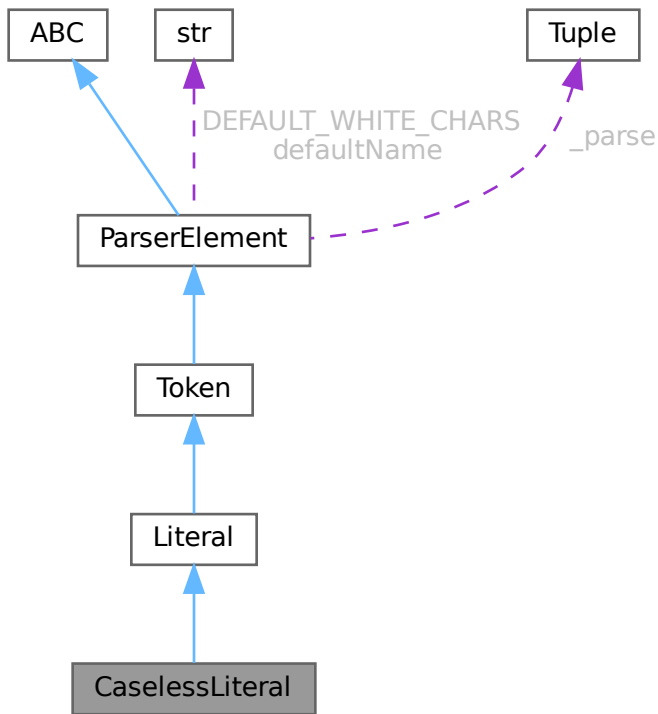 ABC
str
Tuple
DEFAULT_WHITE_CHARS
defaultName
_parse
ParserElement
Token
Literal
CaselessLiteral